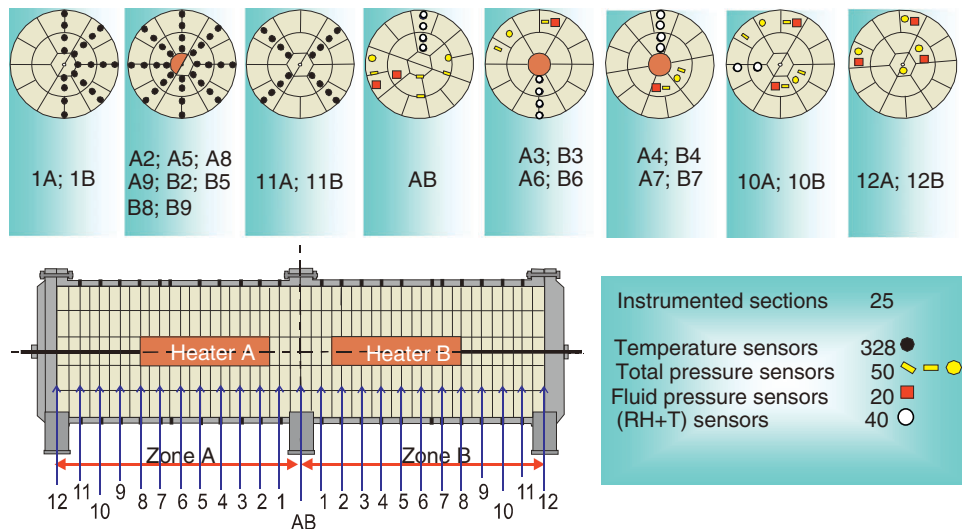 1A; 1B
A2; A5; A8
A9; B2; B5
B8; B9
11A; 11B
AB
A3; B3
A6; B6
A4; B4
A7; B7
10A; 10B
12A; 12B
Heater A
Heater B
Zone A
Zone B
12 11 10 9 8 7 6 5 4 3 2 1 AB 1 2 3 4 5 6 7 8 9 10 11 12
Instrumented sections 25
Temperature sensors 328
Total pressure sensors 50
Fluid pressure sensors 20
(RH+T) sensors 40